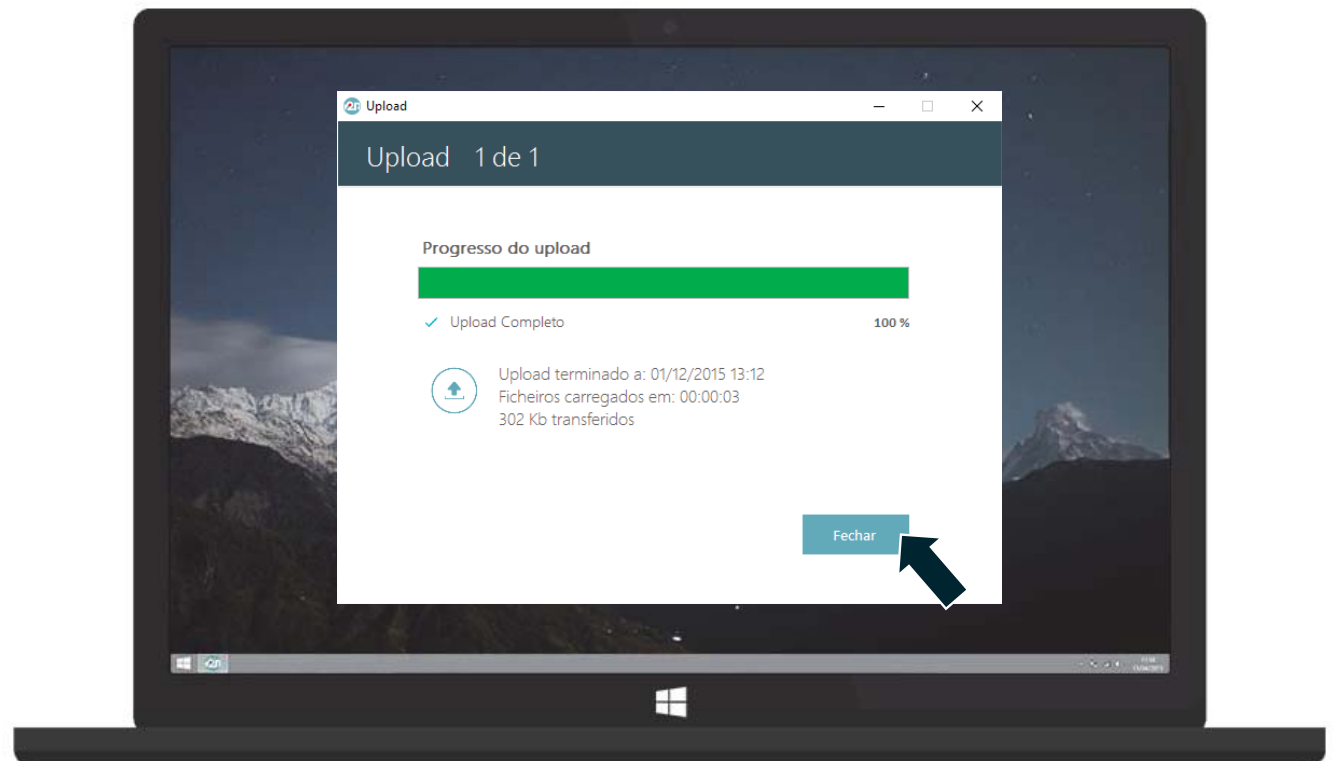 Upload
Upload 1 de 1
Progresso do upload
Upload Completo 100 %
Upload terminado a: 01/12/2015 13:12
Ficheiros carregados em: 00:00:03
302 Kb transferidos
Fechar